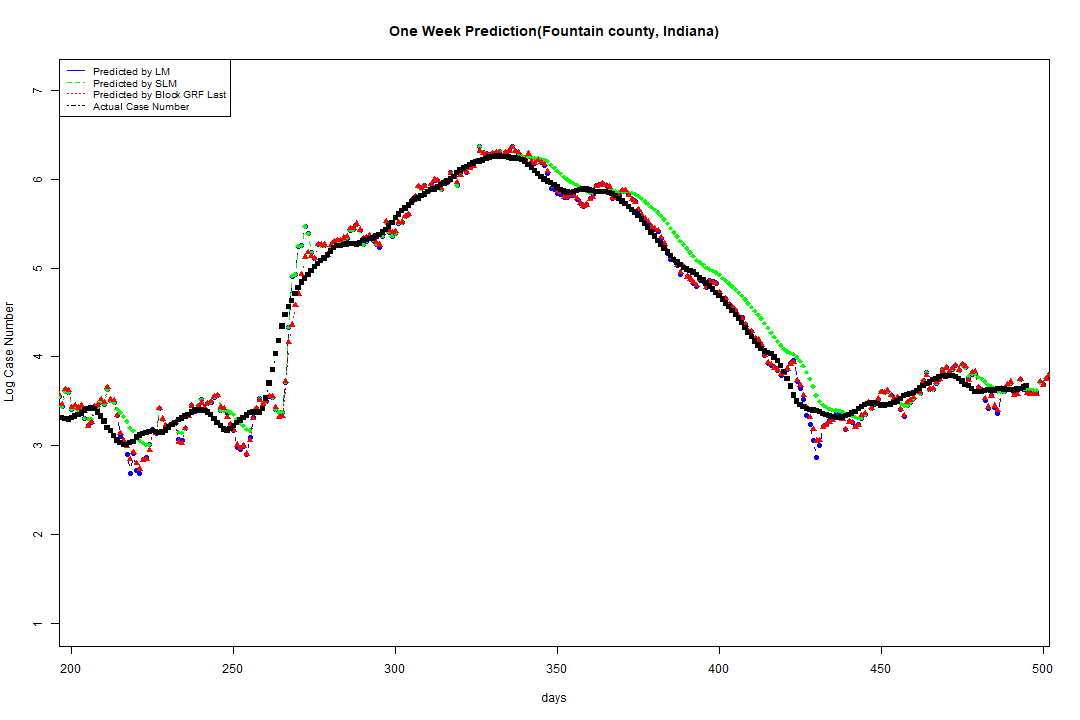 One Week Prediction(Fountain county, Indiana)
Predicted by LM
Predicted by SLM
Predicted by Block GRF Last
Actual Case Number
Log Case Number
7
6
5
4
3
2
1
200 250 300 350 400 450 500
days